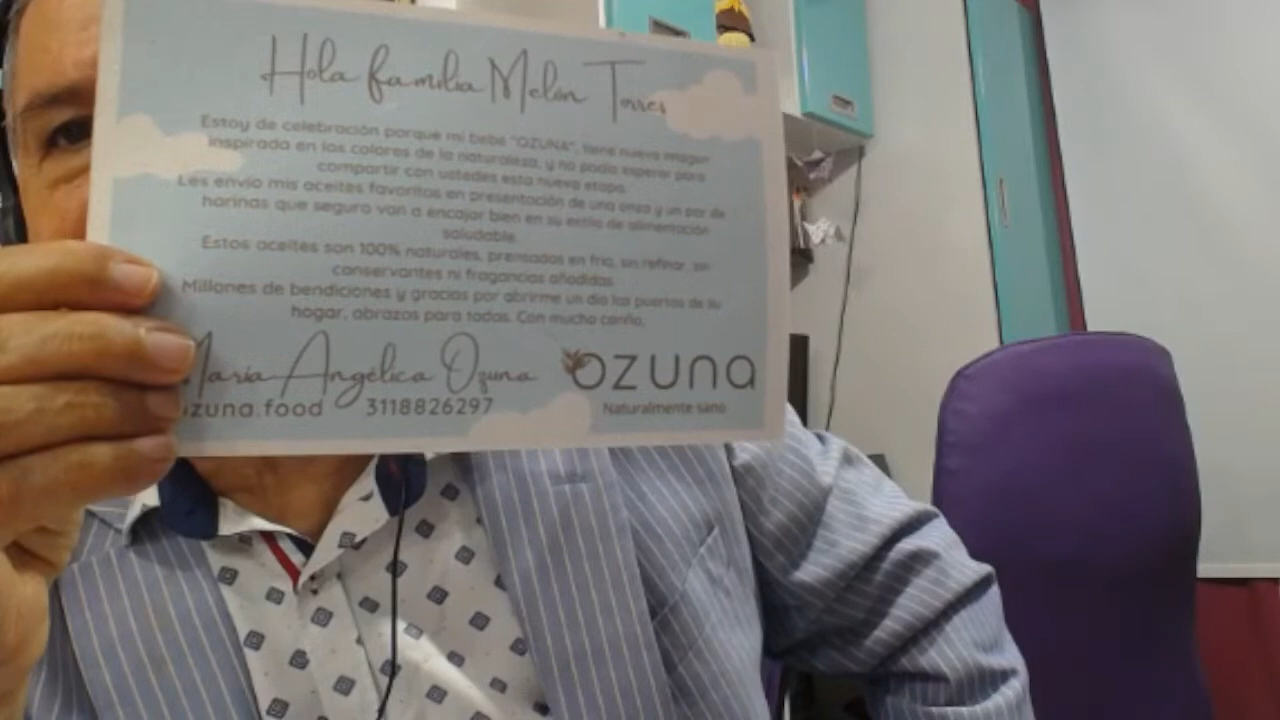 Hola familia Melón Torres
Estoy de celebración porque mi bebe "OZUNA", tiene nueva imagen
inspirada en los colores de la naturaleza, y no podía esperar para
compartir con ustedes esta nueva etapa.
Les envío mis aceites favoritos en presentación de una onza y un par de
harinas que seguro van a encajar bien en su estilo de alimentación
saludable.
Estos aceites son 100% naturales, prensados en frío, sin refinar, sin
conservantes ni fragancias añadidas.
Millones de bendiciones y gracias por abrirme un día las puertas de su
hogar, abrazos para todos. Con mucho cariño,
María Angélica Ozuna
ozuna
ozuna.food 3118826297
Naturalmente sano